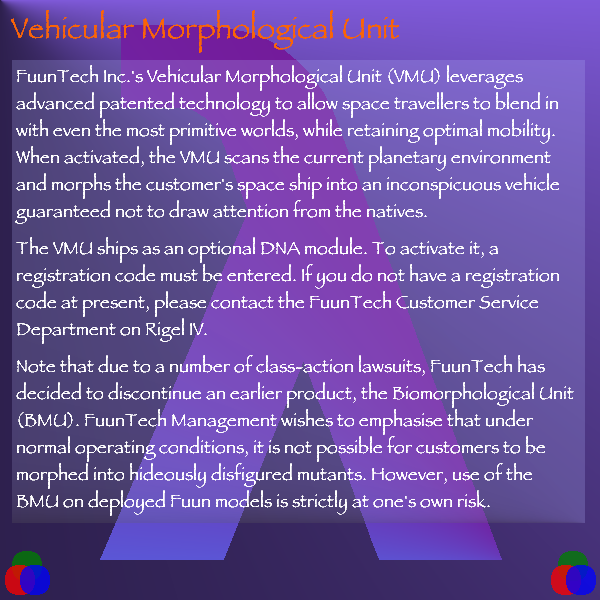 Vehicular Morphological Unit
FuunTech Inc.'s Vehicular Morphological Unit (VMU) leverages
advanced patented technology to allow space travellers to blend in
with even the most primitive worlds, while retaining optimal mobility.
When activated, the VMU scans the current planetary environment
and morphs the customer's space ship into an inconspicuous vehicle
guaranteed not to draw attention from the natives.
The VMU ships as an optional DNA module. To activate it, a
registration code must be entered. If you do not have a registration
code at present, please contact the FuunTech Customer Service
Department on Rigel IV.
Note that due to a number of class-action lawsuits, FuunTech has
decided to discontinue an earlier product, the Biomorphological Unit
(BMU). FuunTech Management wishes to emphasise that under
normal operating conditions, it is not possible for customers to be
morphed into hideously disfigured mutants. However, use of the
BMU on deployed Fuun models is strictly at one's own risk.